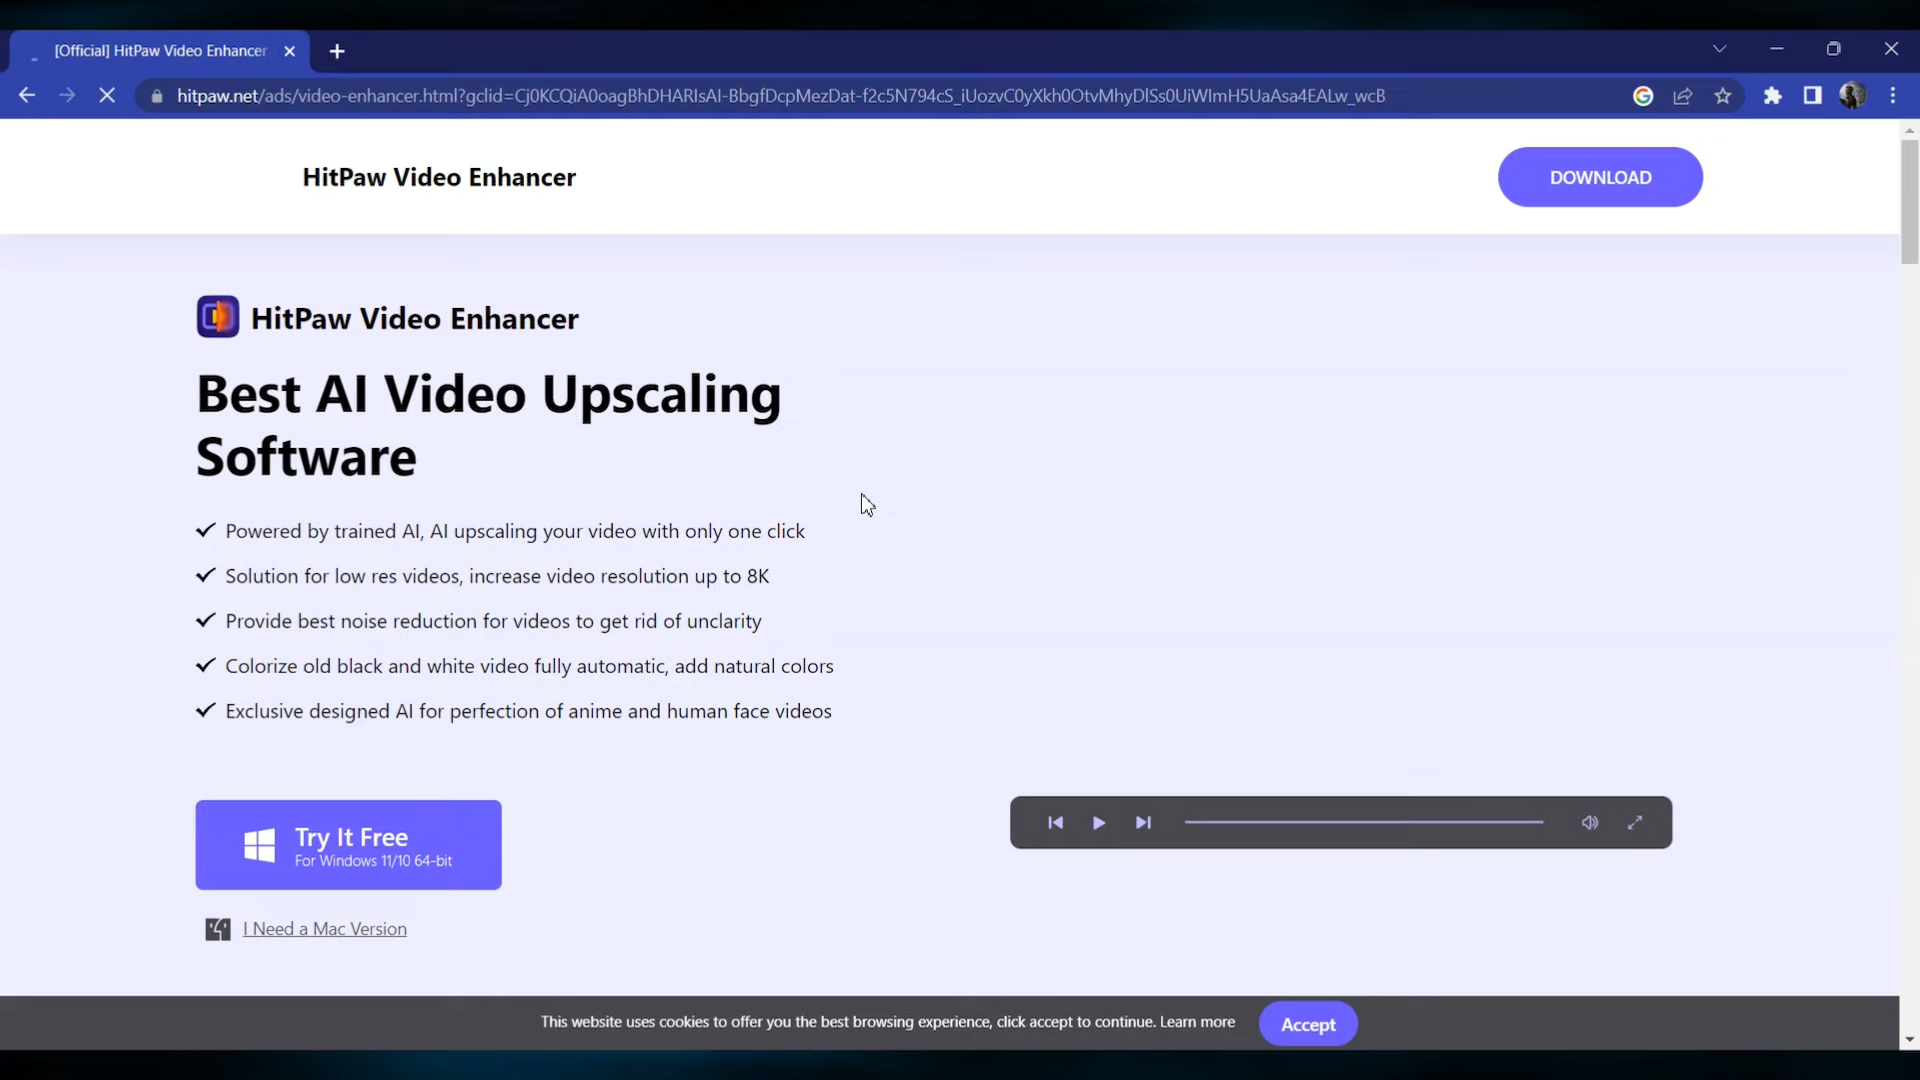 [Official] HitPaw Video Enhancer
hitpaw.net/ads/video-enhancer.html?gclid=Cj0KCQiA0oagBhDHARIsAI-BbgfDcpMezDat-f2c5N794cS_iUozvC0yXkh0OtvMhyDlSs0UiWImH5UaAsa4EALw_wcB
HitPaw Video Enhancer
DOWNLOAD
HitPaw Video Enhancer
Best AI Video Upscaling
Software
Powered by trained AI, AI upscaling your video with only one click
Solution for low res videos, increase video resolution up to 8K
Provide best noise reduction for videos to get rid of unclarity
Colorize old black and white video fully automatic, add natural colors
Exclusive designed AI for perfection of anime and human face videos
Try It Free
For Windows 11/10 64-bit
I Need a Mac Version
This website uses cookies to offer you the best browsing experience, click accept to continue. Learn more
Accept